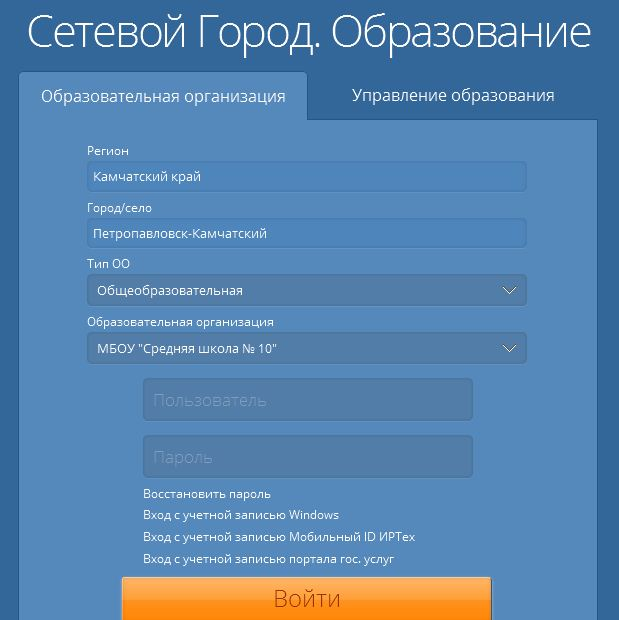 Сетевой Город. Образование
Образовательная организация
Управление образования
Регион
Камчатский край
Город/село
Петропавловск-Камчатский
Тип ОО
Общеобразовательная
Образовательная организация
МБОУ "Средняя школа № 10"
Пользователь
Пароль
Восстановить пароль
Вход с учетной записью Windows
Вход с учетной записью Мобильный ID ИРТех
Вход с учетной записью портала гос. услуг
Войти